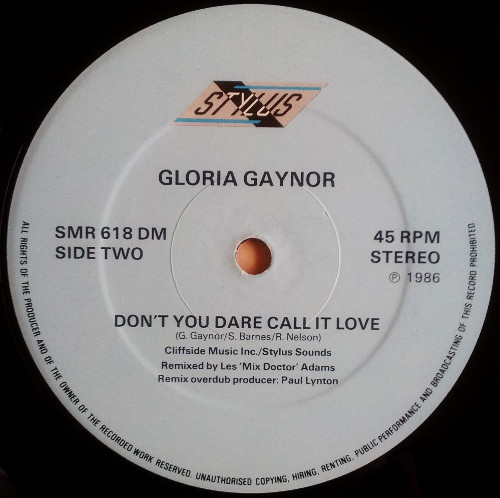 STYLUS
GLORIA GAYNOR
SMR 618 DM
SIDE TWO
45 RPM
STEREO
℗ 1986
DON'T YOU DARE CALL IT LOVE
(G. Gaynor/S. Barnes/R. Nelson)
Cliffside Music Inc./Stylus Sounds
Remixed by Les 'Mix Doctor' Adams
Remix overdub producer: Paul Lynton
ALL RIGHTS OF THE PRODUCER AND OF THE OWNER OF THE RECORDED WORK RESERVED. UNAUTHORISED COPYING, HIRING, RENTING, PUBLIC PERFORMANCE AND BROADCASTING OF THIS RECORD PROHIBITED.